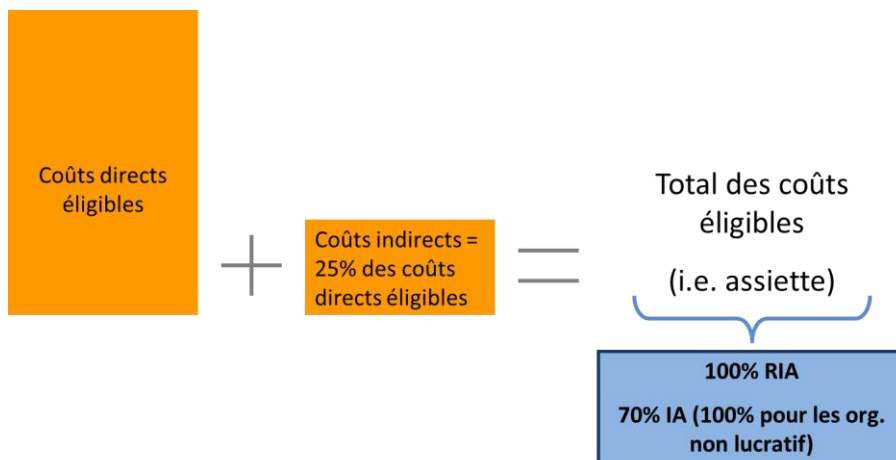 Coûts directs
éligibles
Coûts indirects =
25% des coûts
directs éligibles
Total des coûts
éligibles
(i.e. assiette)
100% RIA
70% IA (100% pour les org.
non lucratif)